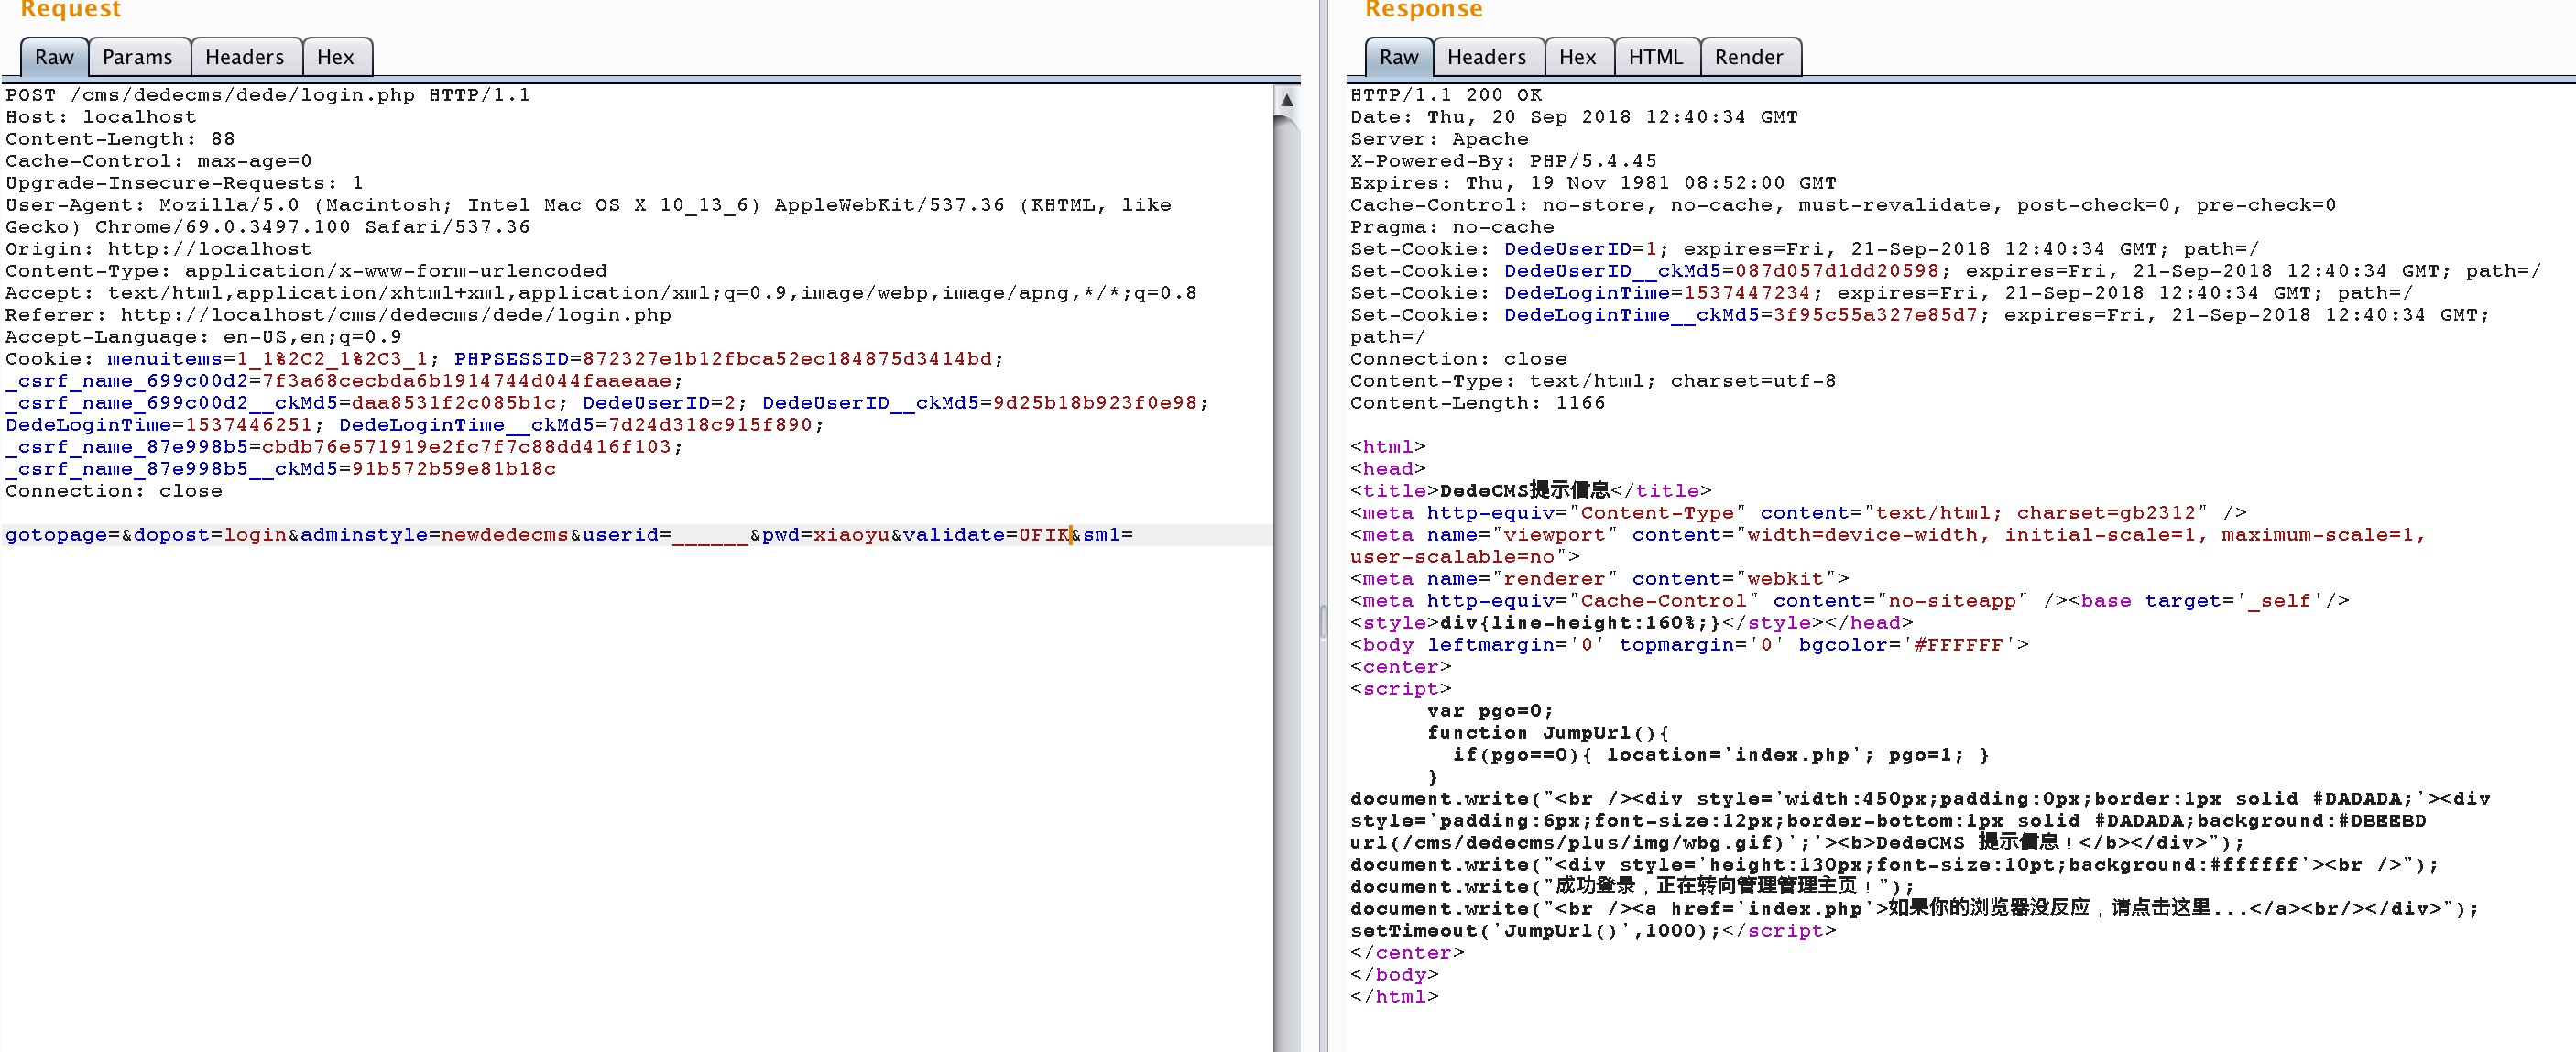 Request
Raw Params Headers Hex
POST /cms/dedecms/dede/login.php HTTP/1.1
Host: localhost
Content-Length: 88
Cache-Control: max-age=0
Upgrade-Insecure-Requests: 1
User-Agent: Mozilla/5.0 (Macintosh; Intel Mac OS X 10_13_6) AppleWebKit/537.36 (KHTML, like
Gecko) Chrome/69.0.3497.100 Safari/537.36
Origin: http://localhost
Content-Type: application/x-www-form-urlencoded
Accept: text/html,application/xhtml+xml,application/xml;q=0.9,image/webp,image/apng,*/*;q=0.8
Referer: http://localhost/cms/dedecms/dede/login.php
Accept-Language: en-US,en;q=0.9
Cookie: menuitems=1_1%2C2_1%2C3_1; PHPSESSID=872327e1b12fbca52ec184875d3414bd;
_csrf_name_699c00d2=7f3a68cecbda6b1914744d044faaeaae;
_csrf_name_699c00d2__ckMd5=daa8531f2c085b1c; DedeUserID=2; DedeUserID__ckMd5=9d25b18b923f0e98;
DedeLoginTime=1537446251; DedeLoginTime__ckMd5=7d24d318c915f890;
_csrf_name_87e998b5=cbdb76e571919e2fc7f7c88dd416f103;
_csrf_name_87e998b5__ckMd5=91b572b59e81b18c
Connection: close
gotopage=&dopost=login&adminstyle=newdedecms&userid=______&pwd=xiaoyu&validate=UFIK&sm1=
Response
Raw Headers Hex HTML Render
HTTP/1.1 200 OK
Date: Thu, 20 Sep 2018 12:40:34 GMT
Server: Apache
X-Powered-By: PHP/5.4.45
Expires: Thu, 19 Nov 1981 08:52:00 GMT
Cache-Control: no-store, no-cache, must-revalidate, post-check=0, pre-check=0
Pragma: no-cache
Set-Cookie: DedeUserID=1; expires=Fri, 21-Sep-2018 12:40:34 GMT; path=/
Set-Cookie: DedeUserID__ckMd5=087d057d1dd20598; expires=Fri, 21-Sep-2018 12:40:34 GMT; path=/
Set-Cookie: DedeLoginTime=1537447234; expires=Fri, 21-Sep-2018 12:40:34 GMT; path=/
Set-Cookie: DedeLoginTime__ckMd5=3f95c55a327e85d7; expires=Fri, 21-Sep-2018 12:40:34 GMT;
path=/
Connection: close
Content-Type: text/html; charset=utf-8
Content-Length: 1166
<html>
<head>
<title>DedeCMS提示信息</title>
<meta http-equiv="Content-Type" content="text/html; charset=gb2312" />
<meta name="viewport" content="width=device-width, initial-scale=1, maximum-scale=1,
user-scalable=no">
<meta name="renderer" content="webkit">
<meta http-equiv="Cache-Control" content="no-siteapp" /><base target='_self'/>
<style>div{line-height:160%;}</style></head>
<body leftmargin='0' topmargin='0' bgcolor='#FFFFFF'>
<center>
<script>
var pgo=0;
function JumpUrl(){
if(pgo==0){ location='index.php'; pgo=1; }
}
document.write("<br /><div style='width:450px;padding:0px;border:1px solid #DADADA;'><div
style='padding:6px;font-size:12px;border-bottom:1px solid #DADADA;background:#DBEEBD
url(/cms/dedecms/plus/img/wbg.gif)';'><b>DedeCMS 提示信息！</b></div>");
document.write("<div style='height:130px;font-size:10pt;background:#ffffff'><br />");
document.write("成功登录，正在转向管理管理主页！");
document.write("<br /><a href='index.php'>如果你的浏览器没反应，请点击这里...</a><br/></div>");
setTimeout('JumpUrl()',1000);</script>
</center>
</body>
</html>